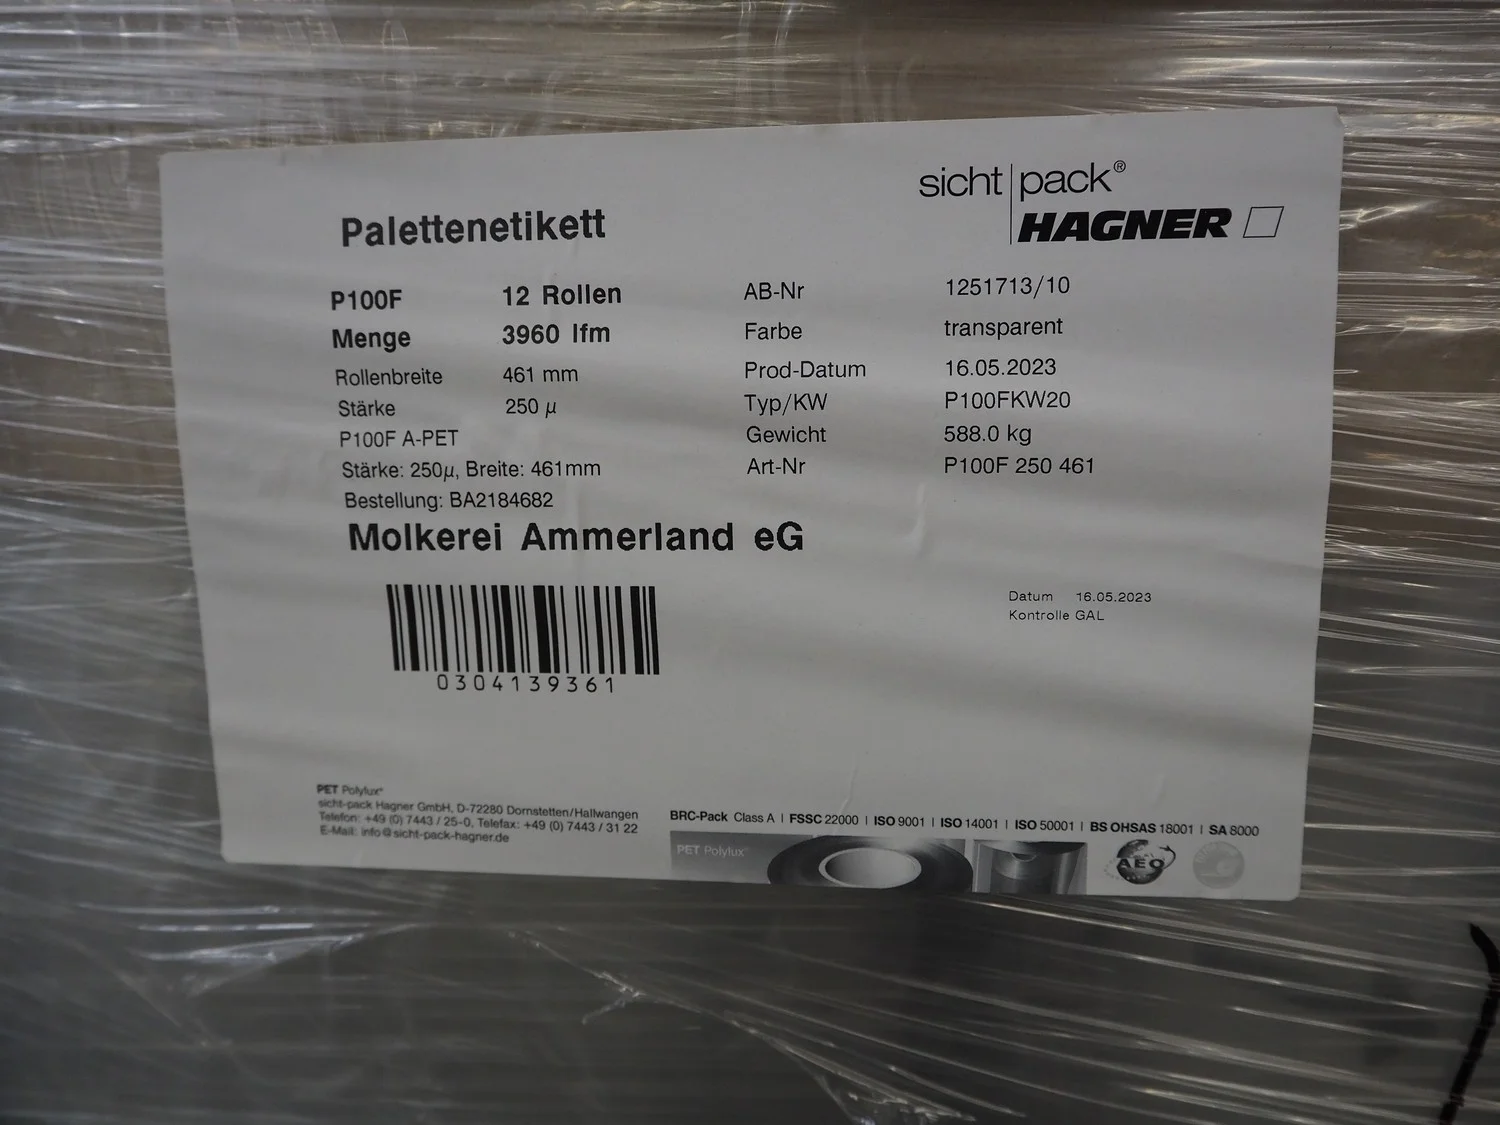 sicht pack®
HAGNER
Palettenetikett
P100F 12 Rollen AB-Nr 1251713/10
Menge 3960 lfm Farbe transparent
Rollenbreite 461 mm Prod-Datum 16.05.2023
Stärke 250 µ Typ/KW P100FKW20
P100F A-PET Gewicht 588.0 kg
Stärke: 250µ, Breite: 461mm Art-Nr P100F 250 461
Bestellung: BA2184682
Molkerei Ammerland eG
Datum 16.05.2023
Kontrolle GAL
0304139361
PET Polylux®
sicht-pack Hagner GmbH, D-72280 Dornstetten/Hallwangen
Telefon: +49 (0) 7443 / 25-0, Telefax: +49 (0) 7443 / 31 22
E-Mail: info@sicht-pack-hagner.de
BRC-Pack Class A | FSSC 22000 | ISO 9001 | ISO 14001 | ISO 50001 | BS OHSAS 18001 | SA 8000
PET Polylux®
AEO